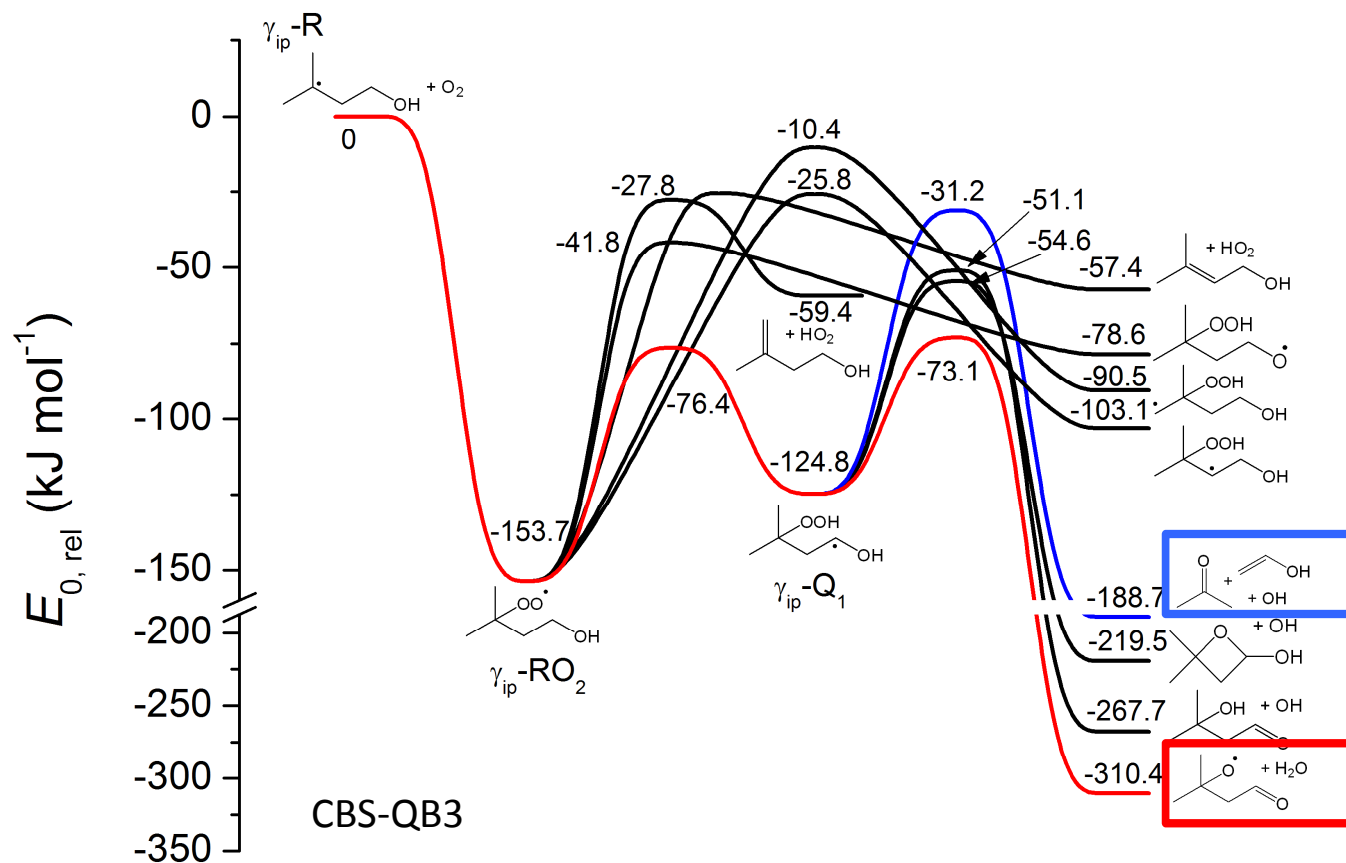 γip-R
OH + O2
0
0
-10.4
-27.8
-25.8
-31.2
-51.1
-41.8
-54.6
-50
+ HO2
-57.4
OH
-59.4
+ HO2
OH
-78.6
OOH
O
-76.4
-73.1
-90.5
OOH
OH
-100
-103.1
OOH
OH
-124.8
OOH
OH
γip-Q1
-153.7
-150
OO
OH
γip-RO2
O
+
OH
+ OH
-188.7
-200
-219.5
O
+ OH
OH
-250
-267.7
OH + OH
O
-300
-310.4
O + H2O
O
-350
E0, rel (kJ mol-1)
CBS-QB3